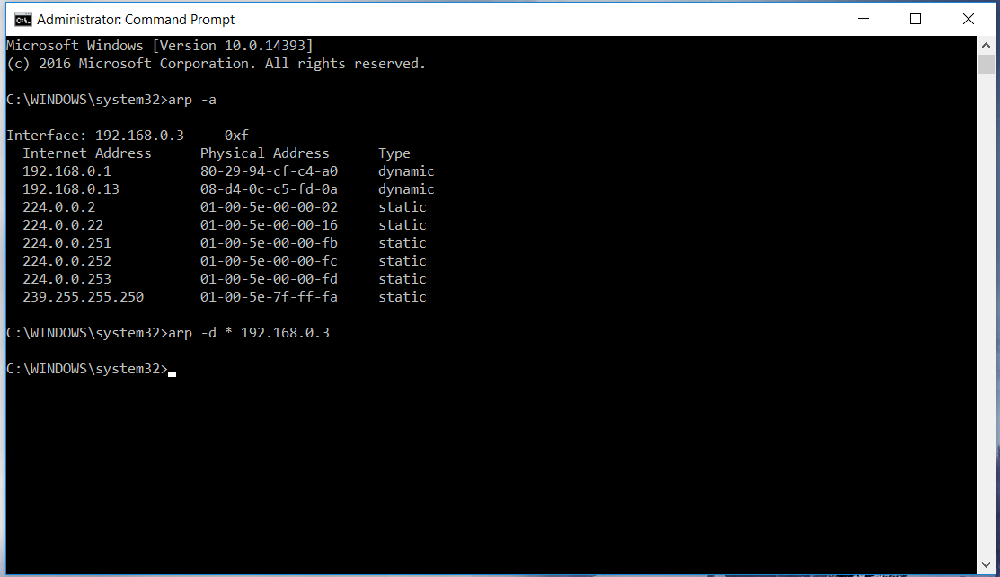 Administrator: Command Prompt
Microsoft Windows [Version 10.0.14393]
(c) 2016 Microsoft Corporation. All rights reserved.
C:\WINDOWS\system32>arp -a
Interface: 192.168.0.3 --- 0xf
Internet Address Physical Address Type
192.168.0.1 80-29-94-cf-c4-a0 dynamic
192.168.0.13 08-d4-0c-c5-fd-0a dynamic
224.0.0.2 01-00-5e-00-00-02 static
224.0.0.22 01-00-5e-00-00-16 static
224.0.0.251 01-00-5e-00-00-fb static
224.0.0.252 01-00-5e-00-00-fc static
224.0.0.253 01-00-5e-00-00-fd static
239.255.255.250 01-00-5e-7f-ff-fa static
C:\WINDOWS\system32>arp -d * 192.168.0.3
C:\WINDOWS\system32>